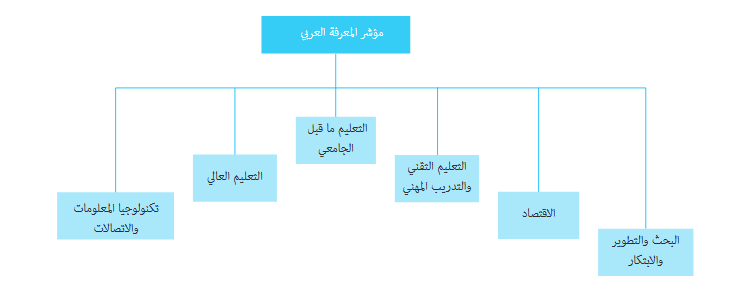 مؤشر المعرفة العربي
التعليم ما قبل
الجامعي
التعليم التقني
والتدريب المهني
التعليم العالي
الاقتصاد
تكنولوجيا المعلومات
والاتصالات
البحث والتطوير
والابتكار